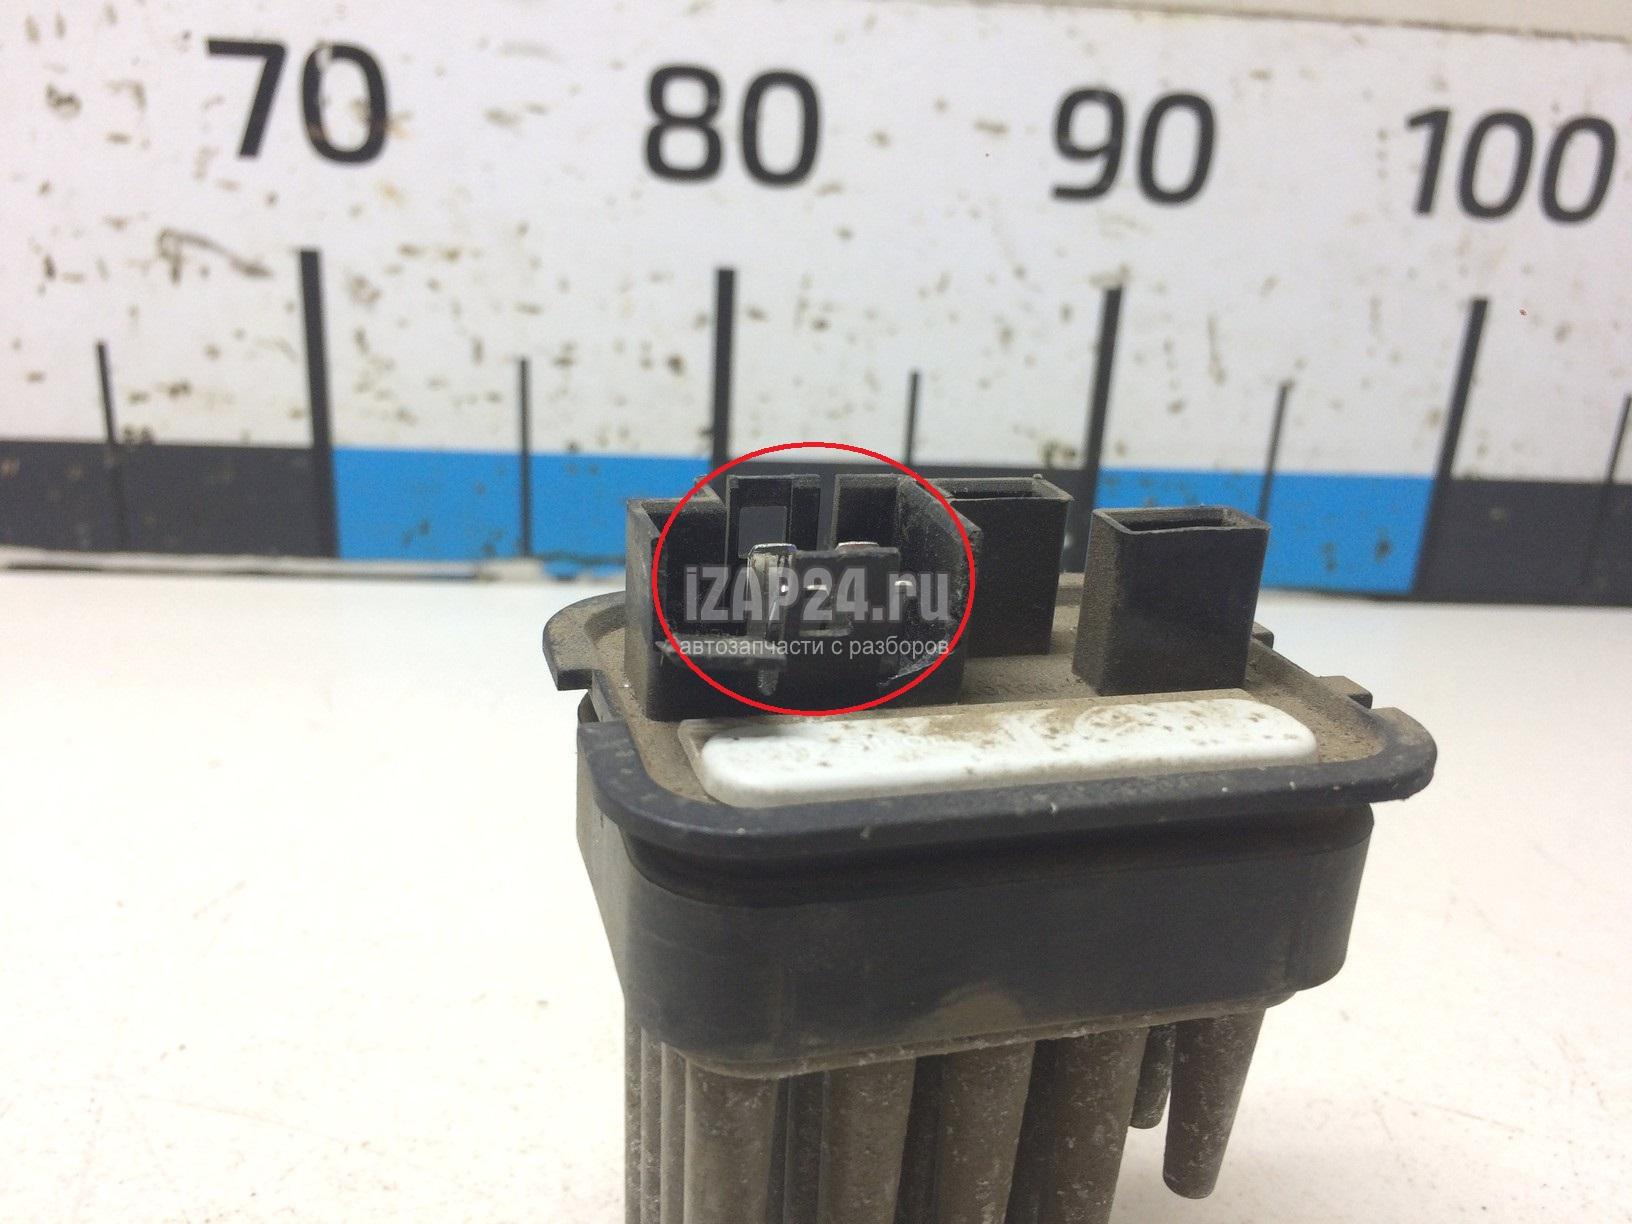 70 80 90 100
iZAP24.ru
автозапчасти с разборов